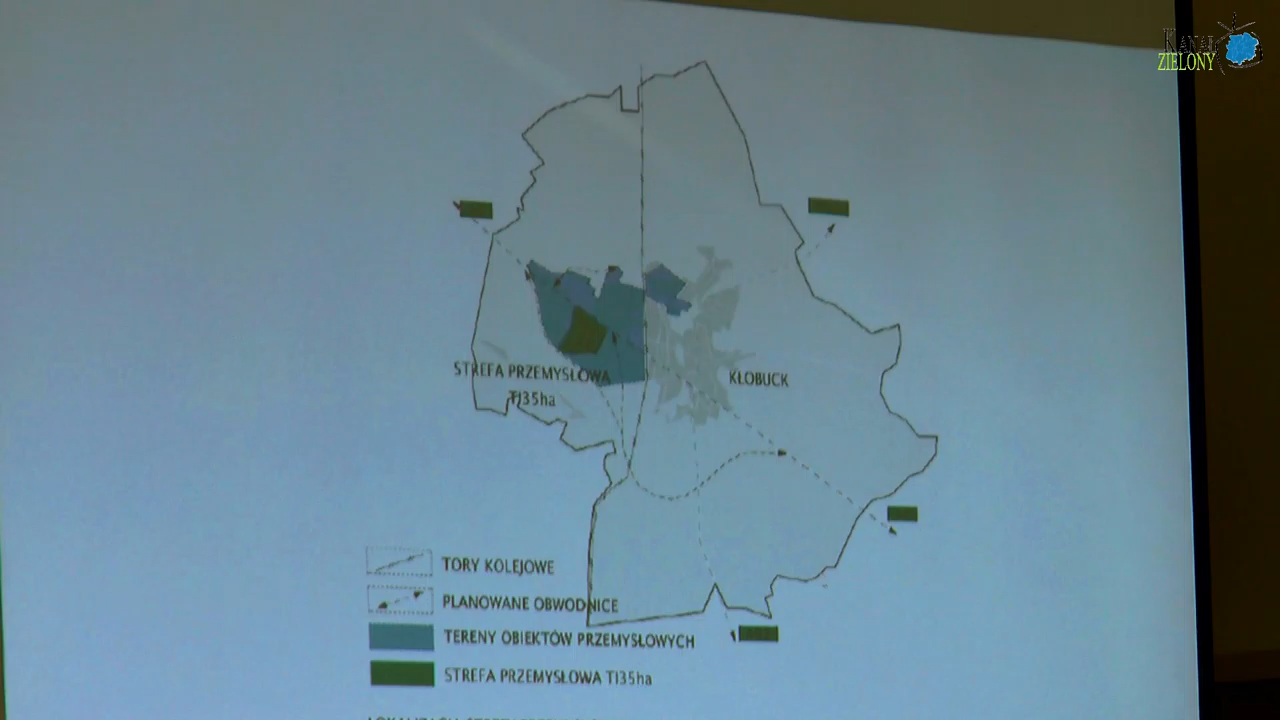 KANAŁ
ZIELONY
STREFA PRZEMYSŁOWA
TI35ha
KŁOBUCK
TORY KOLEJOWE
PLANOWANE OBWODNICE
TERENY OBIEKTÓW PRZEMYSŁOWYCH
STREFA PRZEMYSŁOWA TI35ha